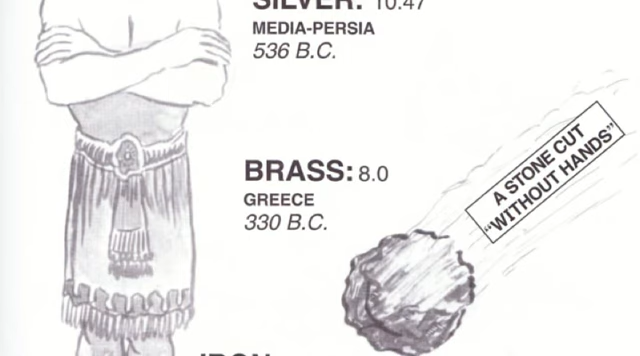 SILVER: 10.47
MEDIA-PERSIA
536 B.C.
BRASS: 8.0
GREECE
330 B.C.
A STONE CUT
“WITHOUT HANDS”
IRON